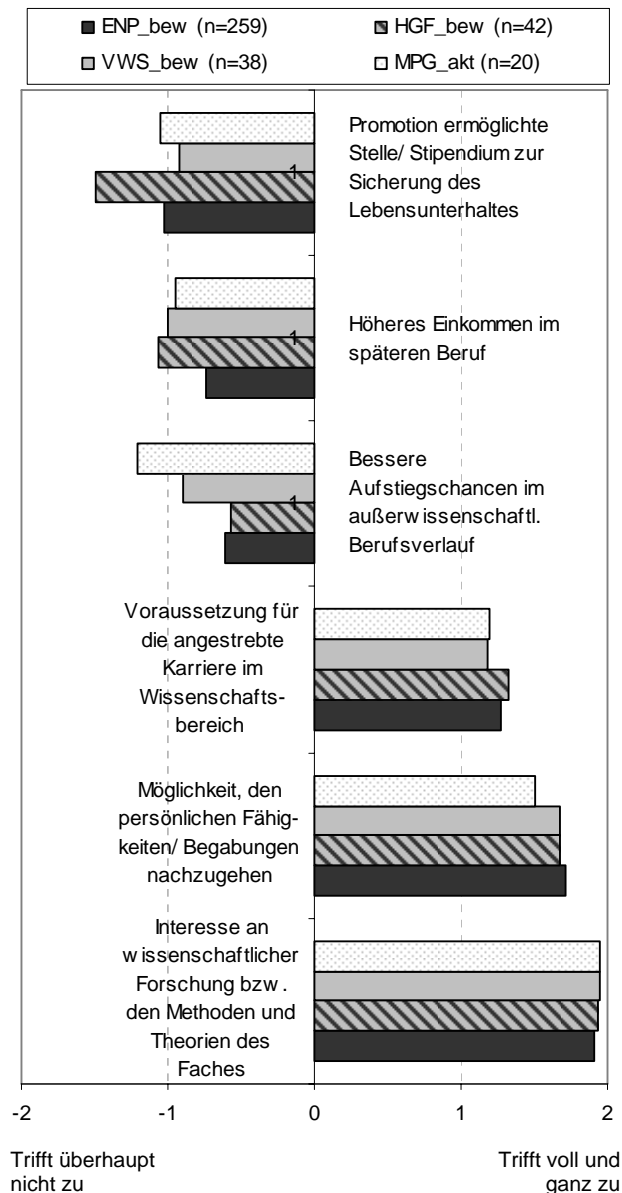 ENP_bew (n=259) HGF_bew (n=42)
VWS_bew (n=38) MPG_akt (n=20)
Promotion ermöglichte
Stelle/ Stipendium zur
Sicherung des
Lebensunterhaltes
1
Höheres Einkommen im
späteren Beruf
1
Bessere
Aufstiegschancen im
außerwissenschaftl.
Berufsverlauf
1
Voraussetzung für
die angestrebte
Karriere im
Wissenschafts-
bereich
Möglichkeit, den
persönlichen Fähig-
keiten/ Begabungen
nachzugehen
Interesse an
wissenschaftlicher
Forschung bzw.
den Methoden und
Theorien des
Faches
-2 -1 0 1 2
Trifft überhaupt
nicht zu
Trifft voll und
ganz zu